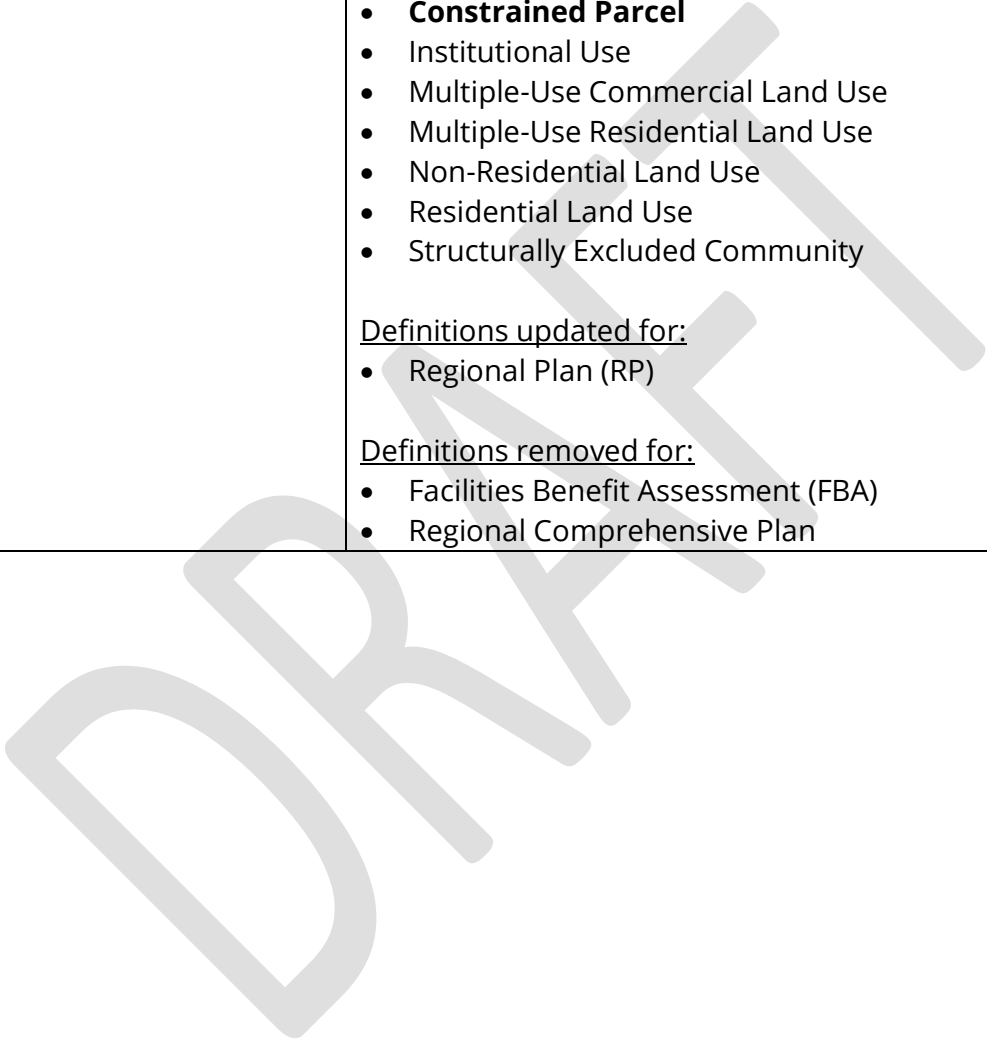 • Constrained Parcel
• Institutional Use
• Multiple-Use Commercial Land Use
• Multiple-Use Residential Land Use
• Non-Residential Land Use
• Residential Land Use
• Structurally Excluded Community
Definitions updated for:
• Regional Plan (RP)
Definitions removed for:
• Facilities Benefit Assessment (FBA)
• Regional Comprehensive Plan
DRAFT